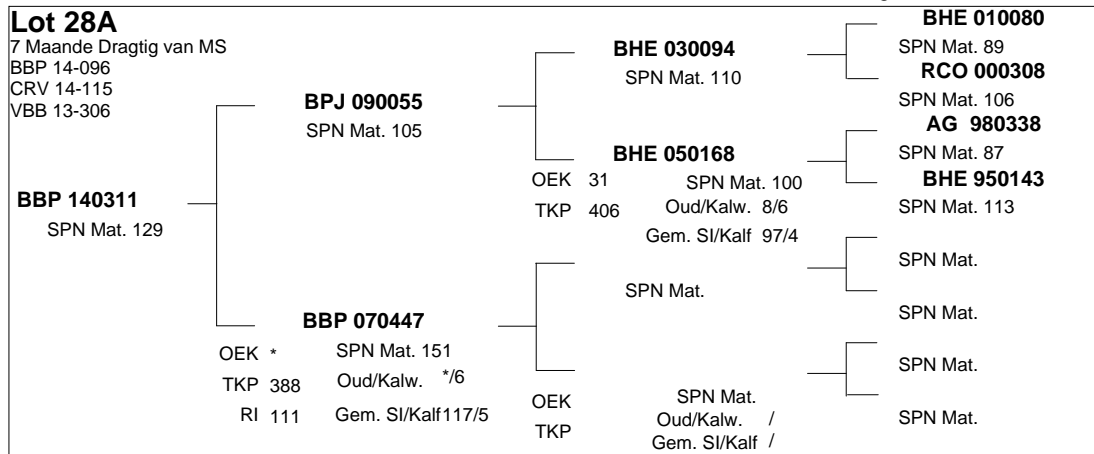 Lot 28A
7 Maande Dragtig van MS
BBP 14-096
CRV 14-115
VBB 13-306
BBP 140311
SPN Mat. 129
BPJ 090055
SPN Mat. 105
BBP 070447
OEK * SPN Mat. 151
TKP 388 Oud/Kalw. */6
RI 111 Gem. SI/Kalf 117/5
BHE 030094
SPN Mat. 110
BHE 050168
OEK 31 SPN Mat. 100
TKP 406 Oud/Kalw. 8/6
Gem. SI/Kalf 97/4
SPN Mat.
OEK SPN Mat.
TKP Oud/Kalw. /
Gem. SI/Kalf /
BHE 010080
SPN Mat. 89
RCO 000308
SPN Mat. 106
AG 980338
SPN Mat. 87
BHE 950143
SPN Mat. 113
SPN Mat.
SPN Mat.
SPN Mat.
SPN Mat.